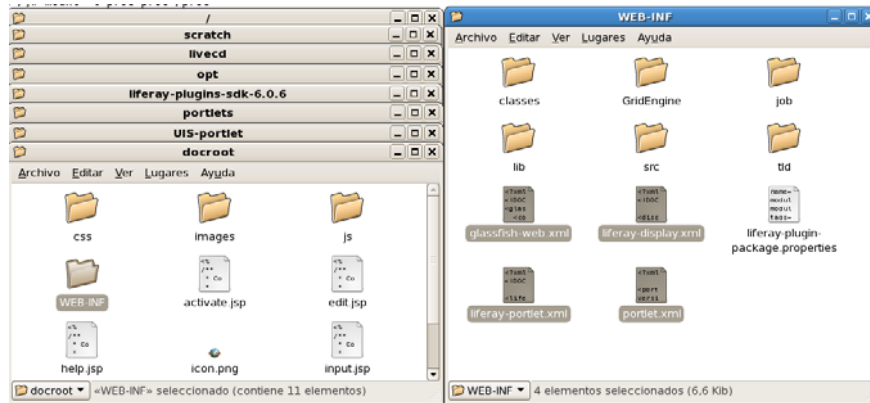 /
scratch
livecd
opt
liferay-plugins-sdk-6.0.6
portlets
UIS-portlet
docroot
Archivo Editar Ver Lugares Ayuda
css images js
WEB-INF activate.jsp edit.jsp
help.jsp icon.png input.jsp
docroot «WEB-INF» seleccionado (contiene 11 elementos)
WEB-INF
Archivo Editar Ver Lugares Ayuda
classes GridEngine job
lib src tld
glassfish-web.xml liferay-display.xml liferay-plugin-
package.properties
liferay-portlet.xml portlet.xml
WEB-INF 4 elementos seleccionados (6,6 Kib)